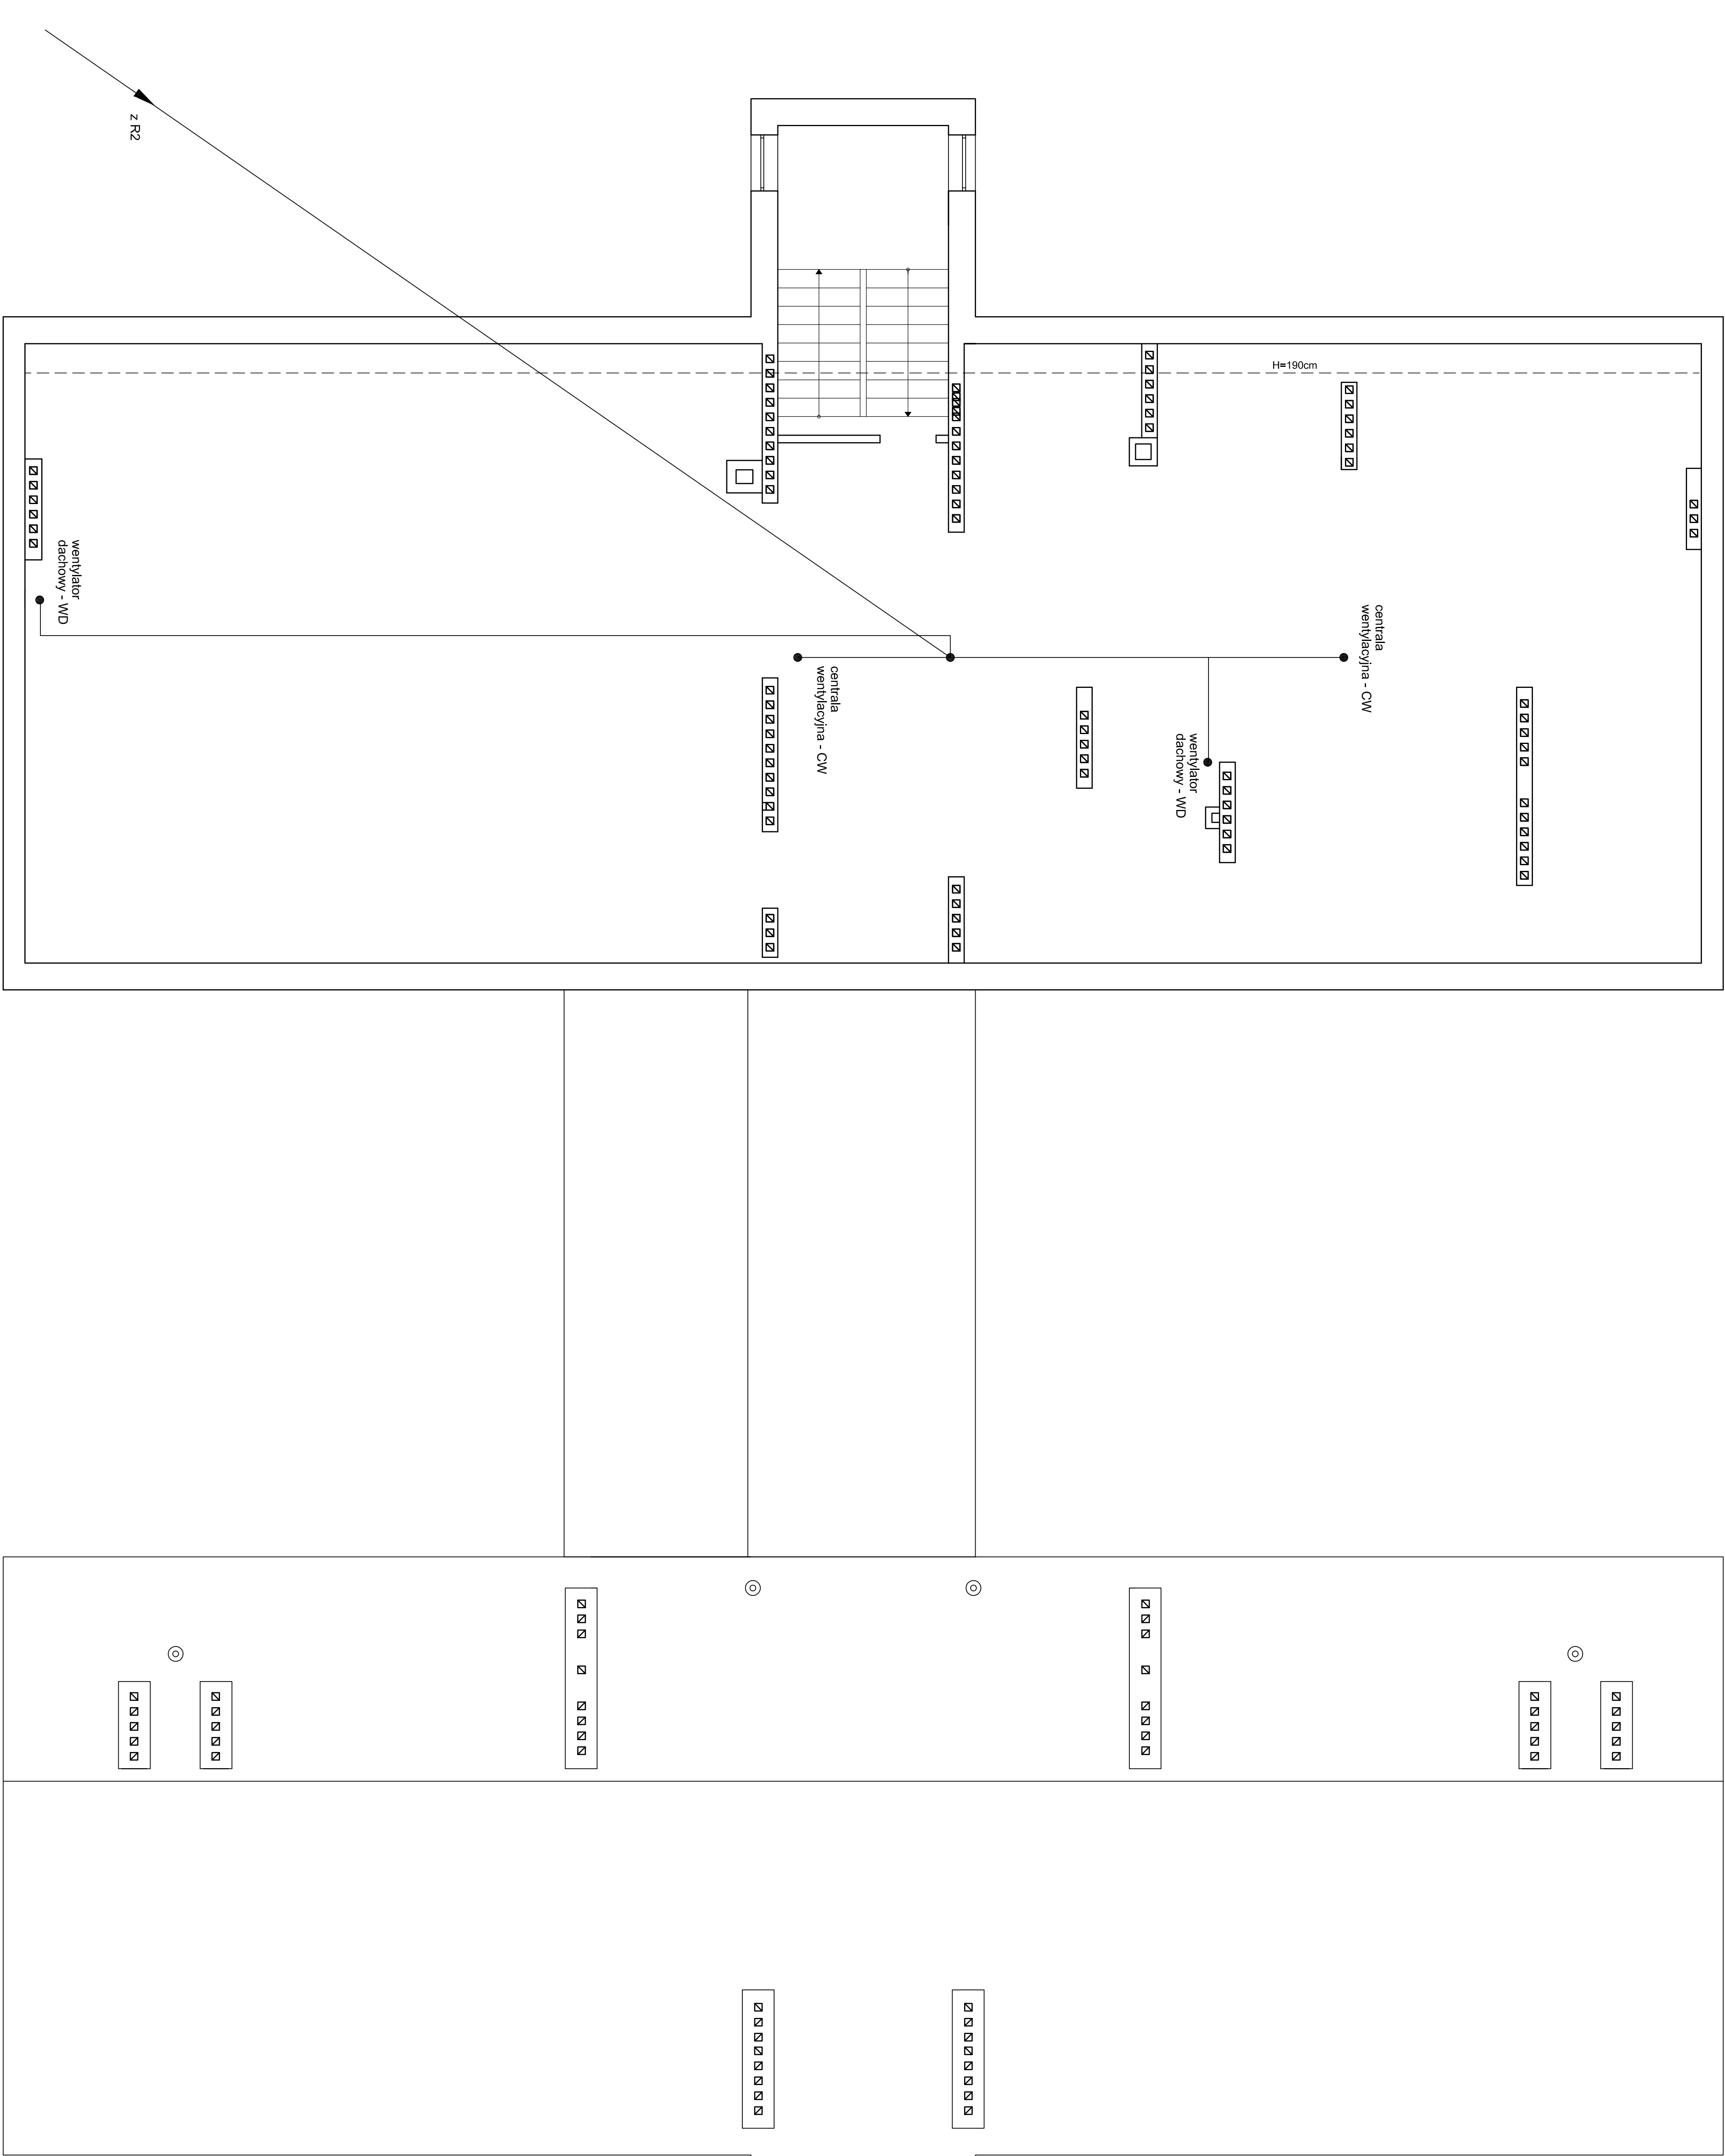 z R2
H=190cm
wentylator
dachowy - WD
centrala
wentylacyjna - CW
centrala
wentylacyjna - CW
wentylator
dachowy - WD